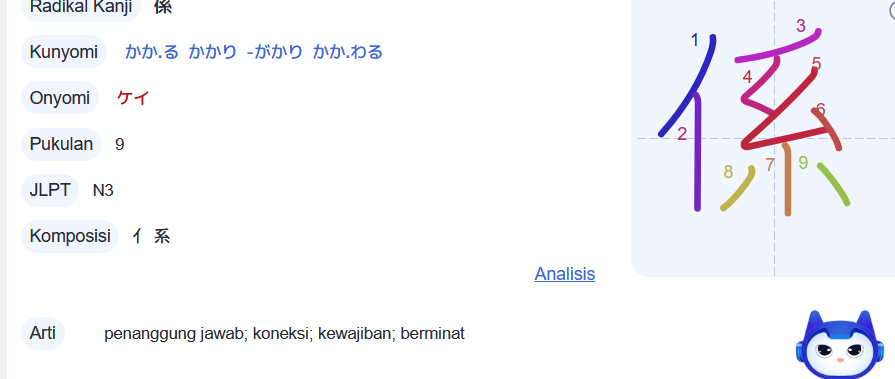 Radikal Kanji 係
Kunyomi かか.る かかり -がかり かか.わる
Onyomi ケイ
Pukulan 9
JLPT N3
Komposisi 亻 系
Analisis
Arti penanggung jawab; koneksi; kewajiban; berminat
1
3
4
5
6
2
8
7
9
係